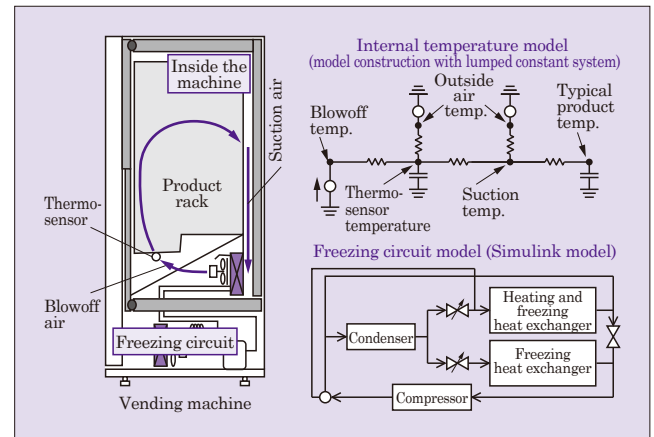 Inside the
machine
Suction air
Product
rack
Thermo-
sensor
Blowoff
air
Freezing circuit
Vending machine
Internal temperature model
(model construction with lumped constant system)
Blowoff
temp.
Outside
air
temp.
Typical
product
temp.
Thermo-
sensor
temperature
Suction
temp.
Freezing circuit model (Simulink model)
Condenser
Heating and
freezing
heat exchanger
Freezing
heat exchanger
Compressor